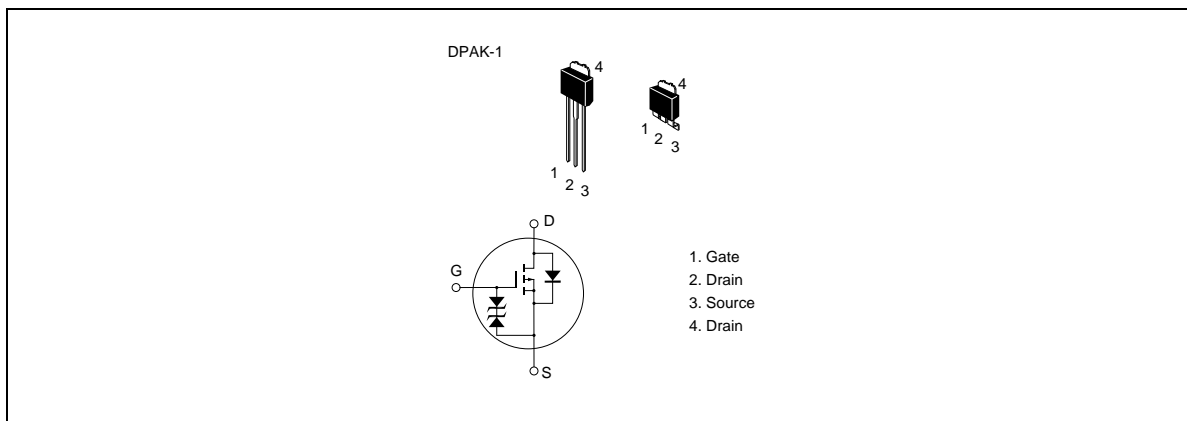 DPAK-1
4
4
1
2
3
1
2
3
D
G
S
1. Gate
2. Drain
3. Source
4. Drain